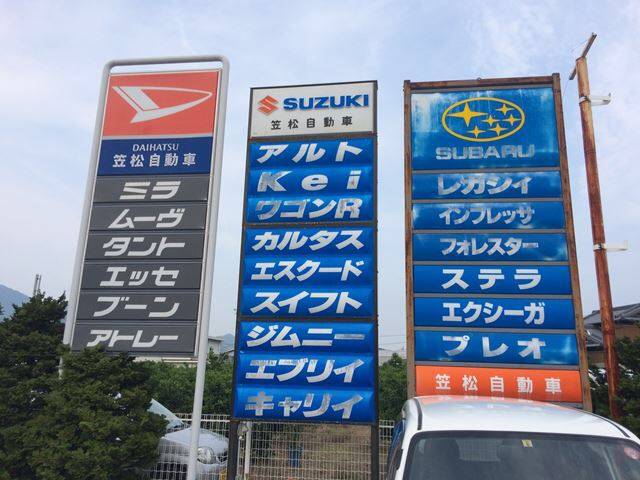 DAIHATSU
笠松自動車
ミラ
ムーヴ
タント
エッセ
ブーン
アトレー
SUZUKI
笠松自動車
アルト
Kei
ワゴンR
カルタス
エスクード
スイフト
ジムニー
エブリイ
キャリイ
SUBARU
レガシィ
インプレッサ
フォレスター
ステラ
エクシーガ
プレオ
笠松自動車